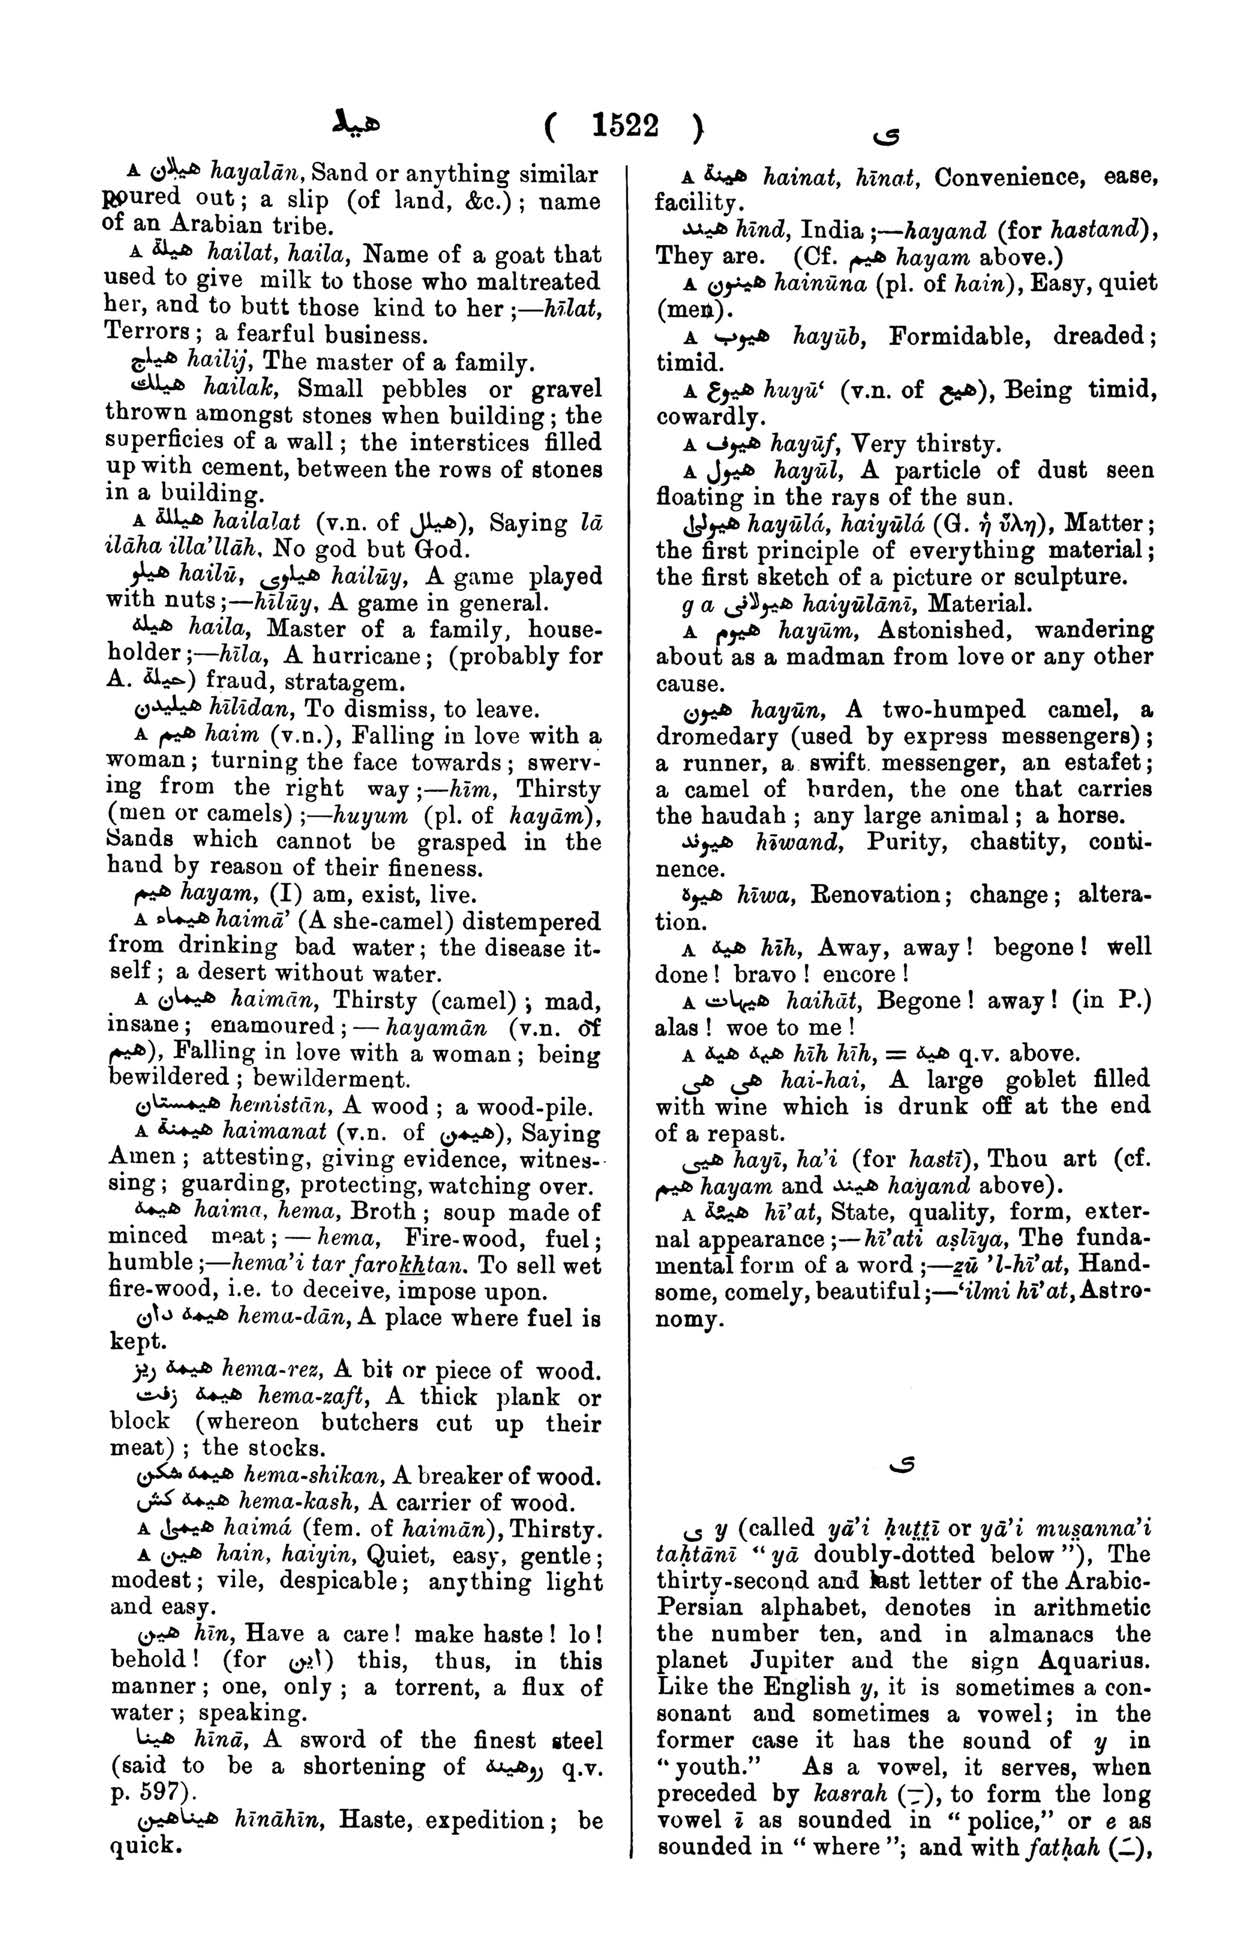 هيله ( 1522 ) ى
A هيلان hayalān, Sand or anything similar
poured out; a slip (of land, &c.); name
of an Arabian tribe.
A هيلة hailat, haila, Name of a goat that
used to give milk to those who maltreated
her, and to butt those kind to her;—hīlat,
Terrors; a fearful business.
هيلج hailij, The master of a family.
هيلك hailak, Small pebbles or gravel
thrown amongst stones when building; the
superficies of a wall; the interstices filled
up with cement, between the rows of stones
in a building.
A هيللة hailalat (v.n. of هيلل), Saying lā
ilāha illa’llāh, No god but God.
هيلو hailū, هيلوى hailūy, A game played
with nuts;—hīlūy, A game in general.
هيله haila, Master of a family, house-
holder;—hīla, A hurricane; (probably for
A. حيلة) fraud, stratagem.
هيليدن hīlīdan, To dismiss, to leave.
A هيم haim (v.n.), Falling in love with a
woman; turning the face towards; swerv-
ing from the right way;—hīm, Thirsty
(men or camels);—huyum (pl. of hayām),
Sands which cannot be grasped in the
hand by reason of their fineness.
هيم hayam, (I) am, exist, live.
A هيماء haimā’ (A she-camel) distempered
from drinking bad water; the disease it-
self; a desert without water.
A هيمان haimān, Thirsty (camel); mad,
insane; enamoured;—hayamān (v.n. of
هيم), Falling in love with a woman; being
bewildered; bewilderment.
هيمستان hemistān, A wood; a wood-pile.
A هيمنة haimanat (v.n. of هيمن), Saying
Amen; attesting, giving evidence, witnes-
sing; guarding, protecting, watching over.
هيمه haima, hema, Broth; soup made of
minced meat;—hema, Fire-wood, fuel;
humble;—hema’i tar farokhtan. To sell wet
fire-wood, i.e. to deceive, impose upon.
هيمه دان hema-dān, A place where fuel is
kept.
هيمه ريز hema-rez, A bit or piece of wood.
هيمه زفت hema-zaft, A thick plank or
block (whereon butchers cut up their
meat); the stocks.
هيمه شكن hema-shikan, A breaker of wood.
هيمه كش hema-kash, A carrier of wood.
A هيمىٰ haimá (fem. of haimān), Thirsty.
A هين hain, haiyin, Quiet, easy, gentle;
modest; vile, despicable; anything light
and easy.
هين hīn, Have a care! make haste! lo!
behold! (for اين) this, thus, in this
manner; one, only; a torrent, a flux of
water; speaking.
هينا hīnā, A sword of the finest steel
(said to be a shortening of روهينه q.v.
p. 597).
هيناهين hīnāhīn, Haste, expedition; be
quick.
A هينة hainat, hīnat, Convenience, ease,
facility.
هيند hīnd, India;—hayand (for hastand),
They are. (Cf. هيم hayam above.)
A هينون hainūna (pl. of hain), Easy, quiet
(men).
A هيوب hayūb, Formidable, dreaded;
timid.
A هيوع huyū‘ (v.n. of هيع), Being timid,
cowardly.
A هيوف hayūf, Very thirsty.
A هيول hayūl, A particle of dust seen
floating in the rays of the sun.
هيولىٰ hayūlá, haiyūlá (G. ἡ ὕλη), Matter;
the first principle of everything material;
the first sketch of a picture or sculpture.
g a هيولانى haiyūlānī, Material.
A هيوم hayūm, Astonished, wandering
about as a madman from love or any other
cause.
هيون hayūn, A two-humped camel, a
dromedary (used by express messengers);
a runner, a swift messenger, an estafet;
a camel of burden, the one that carries
the haudah; any large animal; a horse.
هيوند hīwand, Purity, chastity, conti-
nence.
هيوه hīwa, Renovation; change; altera-
tion.
A هيه hīh, Away, away! begone! well
done! bravo! encore!
A هيهات haihāt, Begone! away! (in P.)
alas! woe to me!
A هيه هيه hīh hīh, = هيه q.v. above.
هى هى hai-hai, A large goblet filled
with wine which is drunk off at the end
of a repast.
هيى hayī, ha’i (for hastī), Thou art (cf.
هيم hayam and هيند hayand above).
A هيئة hī’at, State, quality, form, exter-
nal appearance;—hī’ati aṣlīya, The funda-
mental form of a word;—ẕū ’l-hī’at, Hand-
some, comely, beautiful;—‘ilmi hī’at, Astro-
nomy.
ى
ى y (called yā’i ḥut̤t̤ī or yā’i mus̤anna’i
taḥtānī “yā doubly-dotted below”), The
thirty-second and last letter of the Arabic-
Persian alphabet, denotes in arithmetic
the number ten, and in almanacs the
planet Jupiter and the sign Aquarius.
Like the English y, it is sometimes a con-
sonant and sometimes a vowel; in the
former case it has the sound of y in
“youth.” As a vowel, it serves, when
preceded by kasrah (ـِ), to form the long
vowel ī as sounded in “police,” or e as
sounded in “where”; and with fatḥah (ـَ),